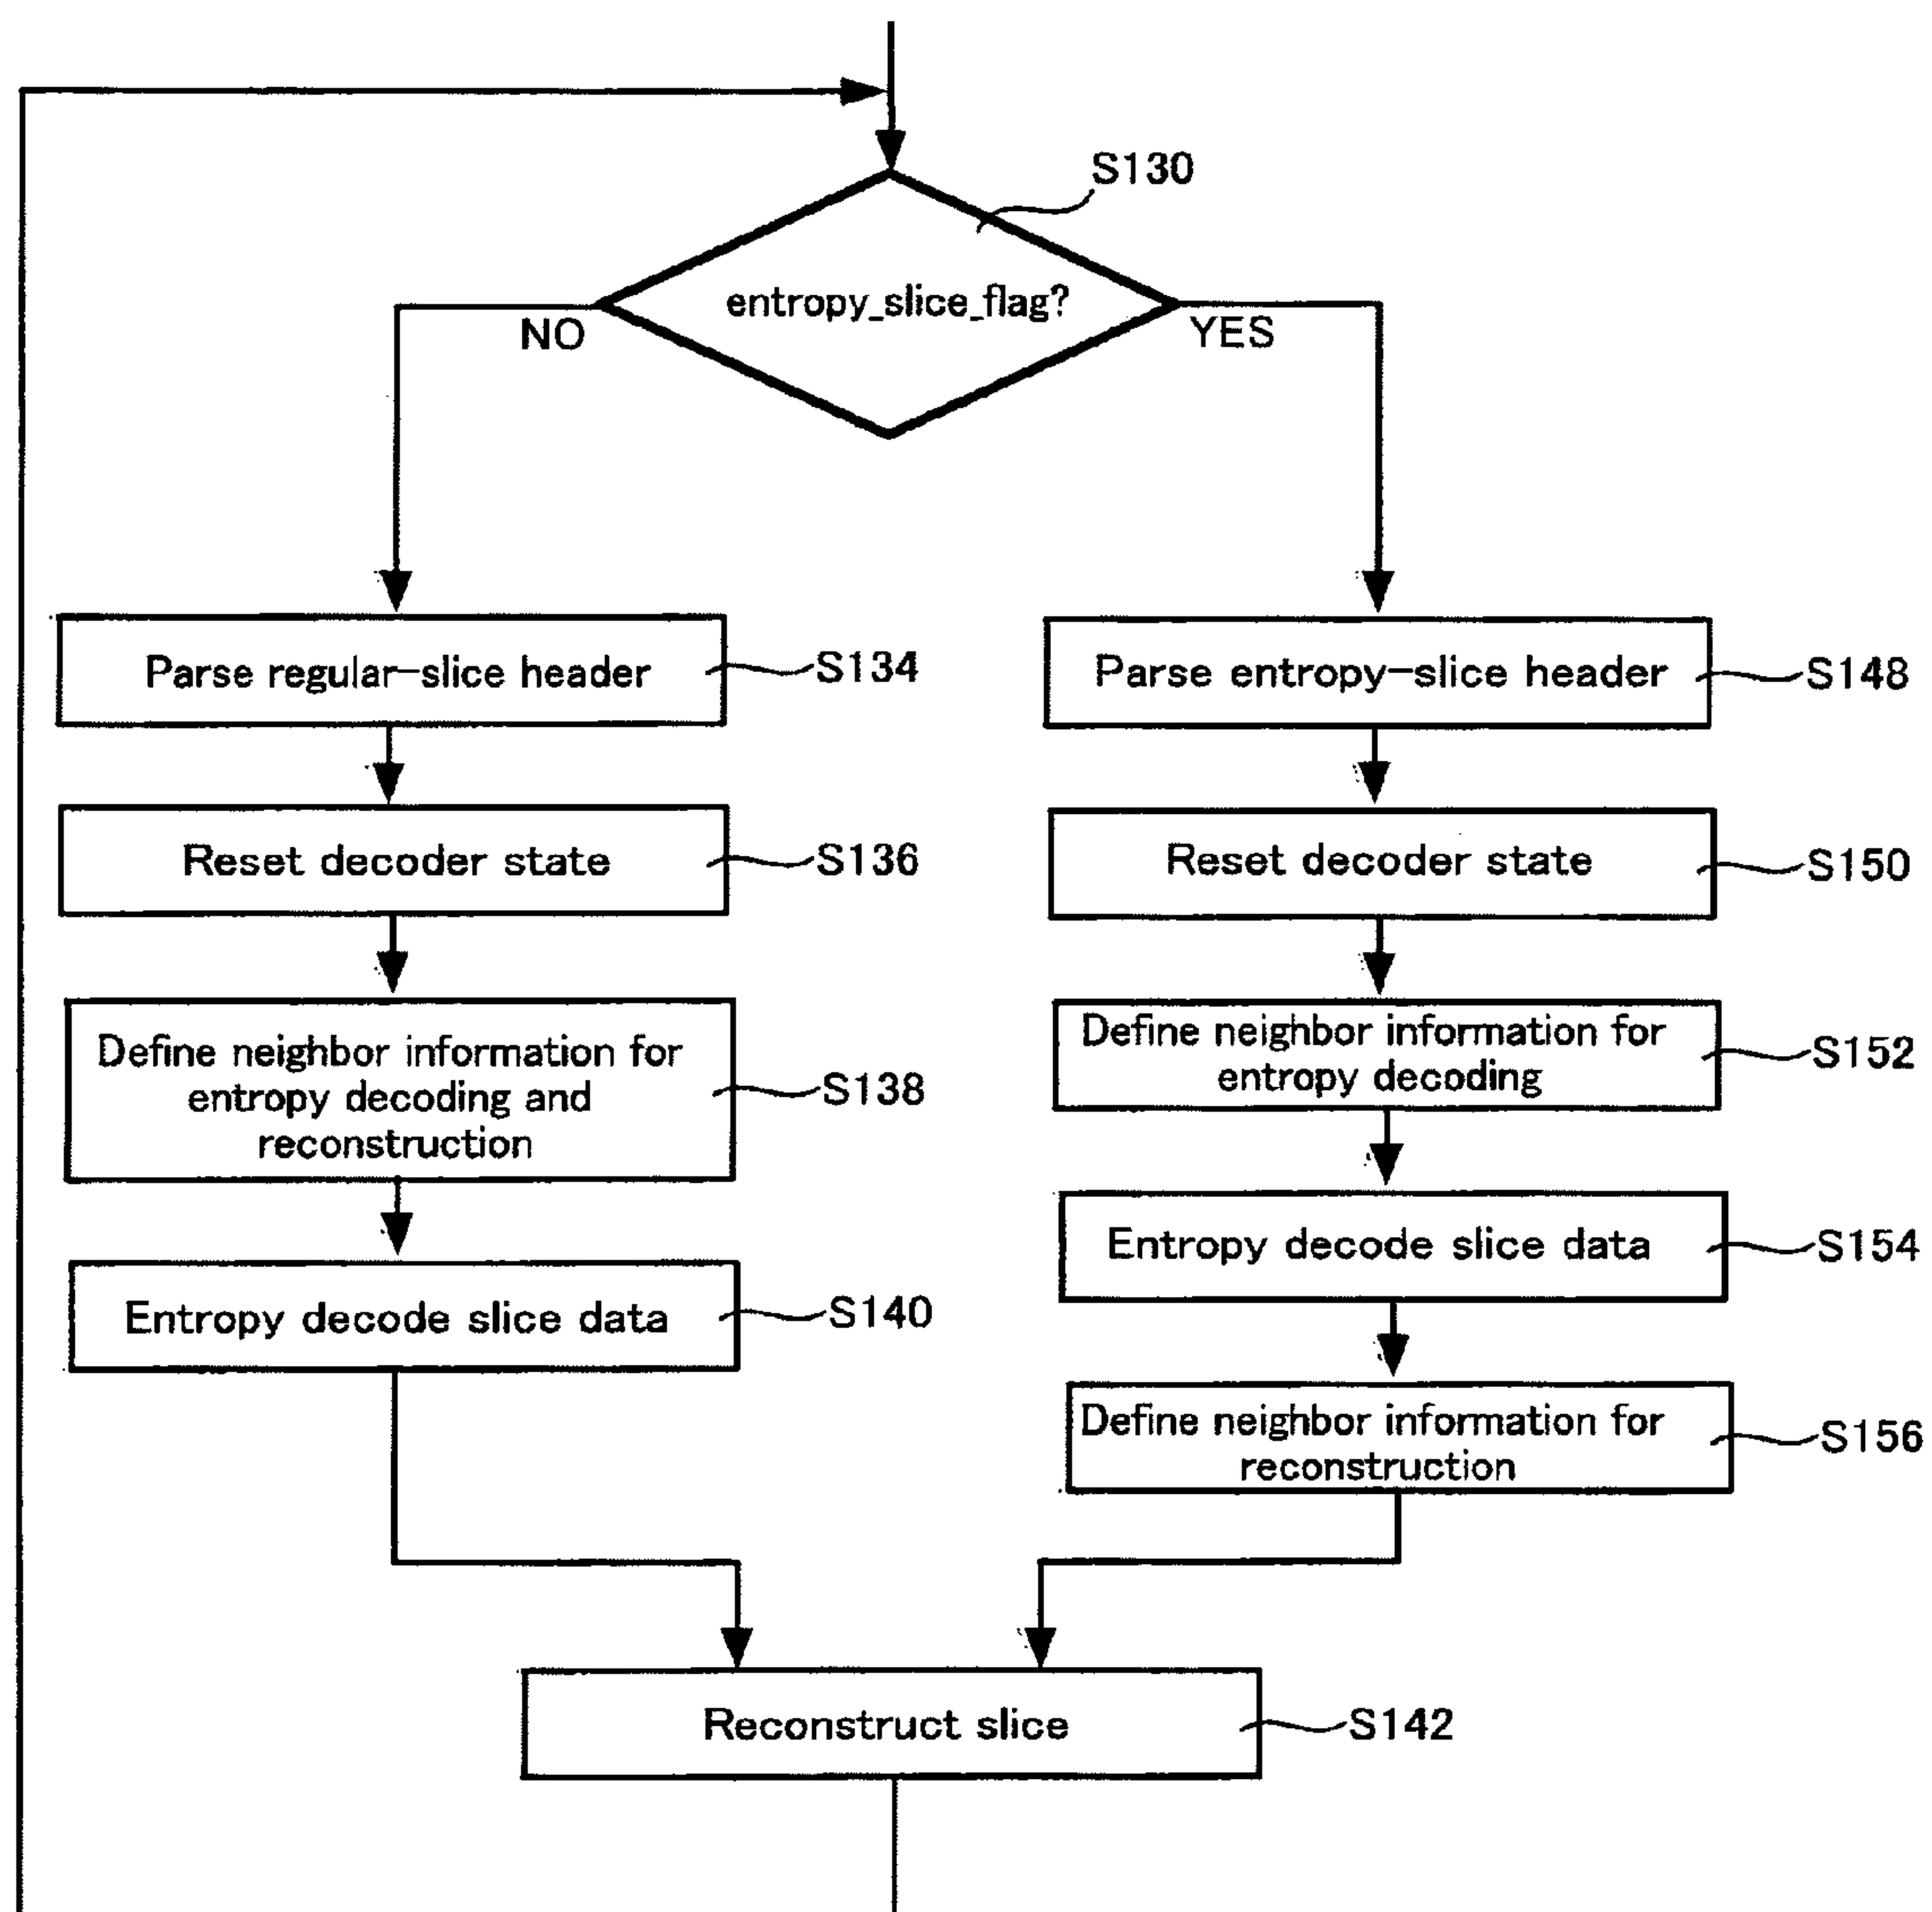 S130
entropy_slice_flag?
NO
YES
Parse regular-slice header
S134
Parse entropy-slice header
S148
Reset decoder state
S136
Reset decoder state
S150
Define neighbor information for
entropy decoding and
reconstruction
S138
Define neighbor information for
entropy decoding
S152
Entropy decode slice data
S140
Entropy decode slice data
S154
Define neighbor information for
reconstruction
S156
Reconstruct slice
S142